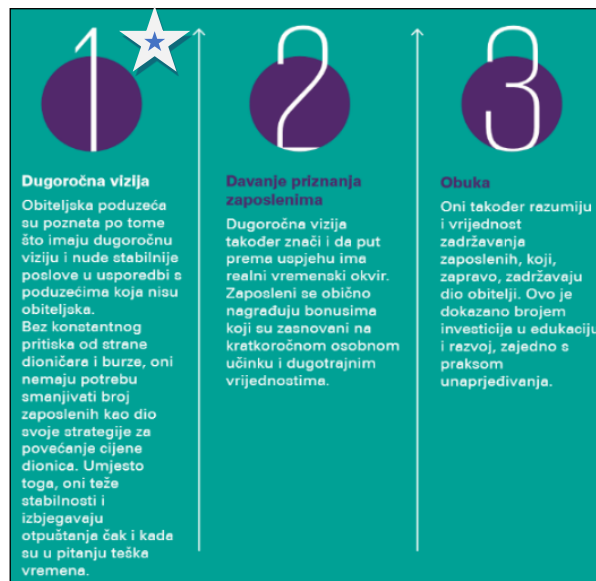 1
Dugoročna vizija
Obiteljska poduzeća
su poznata po tome
što imaju dugoročnu
viziju i nude stabilnije
poslove u usporedbi s
poduzećima koja nisu
obiteljska.
Bez konstantnog
pritiska od strane
dioničara i burze, oni
nemaju potrebu
smanjivati broj
zaposlenih kao dio
svoje strategije za
povećanje cijene
dionica. Umjesto
toga, oni teže
stabilnosti i
izbjegavaju
otpuštanja čak i kada
su u pitanju teška
vremena.
2
Davanje priznanja
zaposlenima
Dugoročna vizija
također znači i da put
prema uspjehu ima
realni vremenski okvir.
Zaposleni se obično
nagrađuju bonusima
koji su zasnovani na
kratkoročnom osobnom
učinku i dugotrajnim
vrijednostima.
3
Obuka
Oni također razumiju
i vrijednost
zadržavanja
zaposlenih, koji,
zapravo, zadržavaju
dio obitelji. Ovo je
dokazano brojem
investicija u edukaciju
i razvoj, zajedno s
praksom
unaprjeđivanja.